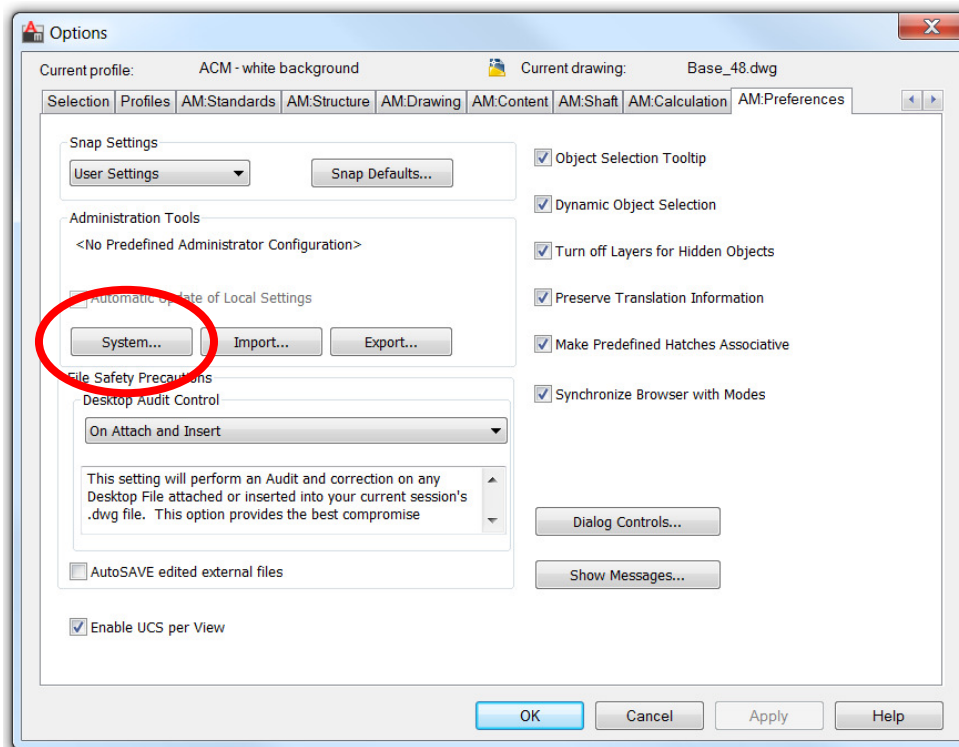 Options
Current profile: ACM - white background Current drawing: Base_48.dwg
Selection Profiles AM:Standards AM:Structure AM:Drawing AM:Content AM:Shaft AM:Calculation AM:Preferences
Snap Settings
User Settings Snap Defaults...
Administration Tools
<No Predefined Administrator Configuration>
Automatic Update of Local Settings
System... Import... Export...
File Safety Precautions
Desktop Audit Control
On Attach and Insert
This setting will perform an Audit and correction on any
Desktop File attached or inserted into your current session's
.dwg file. This option provides the best compromise
AutoSAVE edited external files
Enable UCS per View
Object Selection Tooltip
Dynamic Object Selection
Turn off Layers for Hidden Objects
Preserve Translation Information
Make Predefined Hatches Associative
Synchronize Browser with Modes
Dialog Controls...
Show Messages...
OK Cancel Apply Help